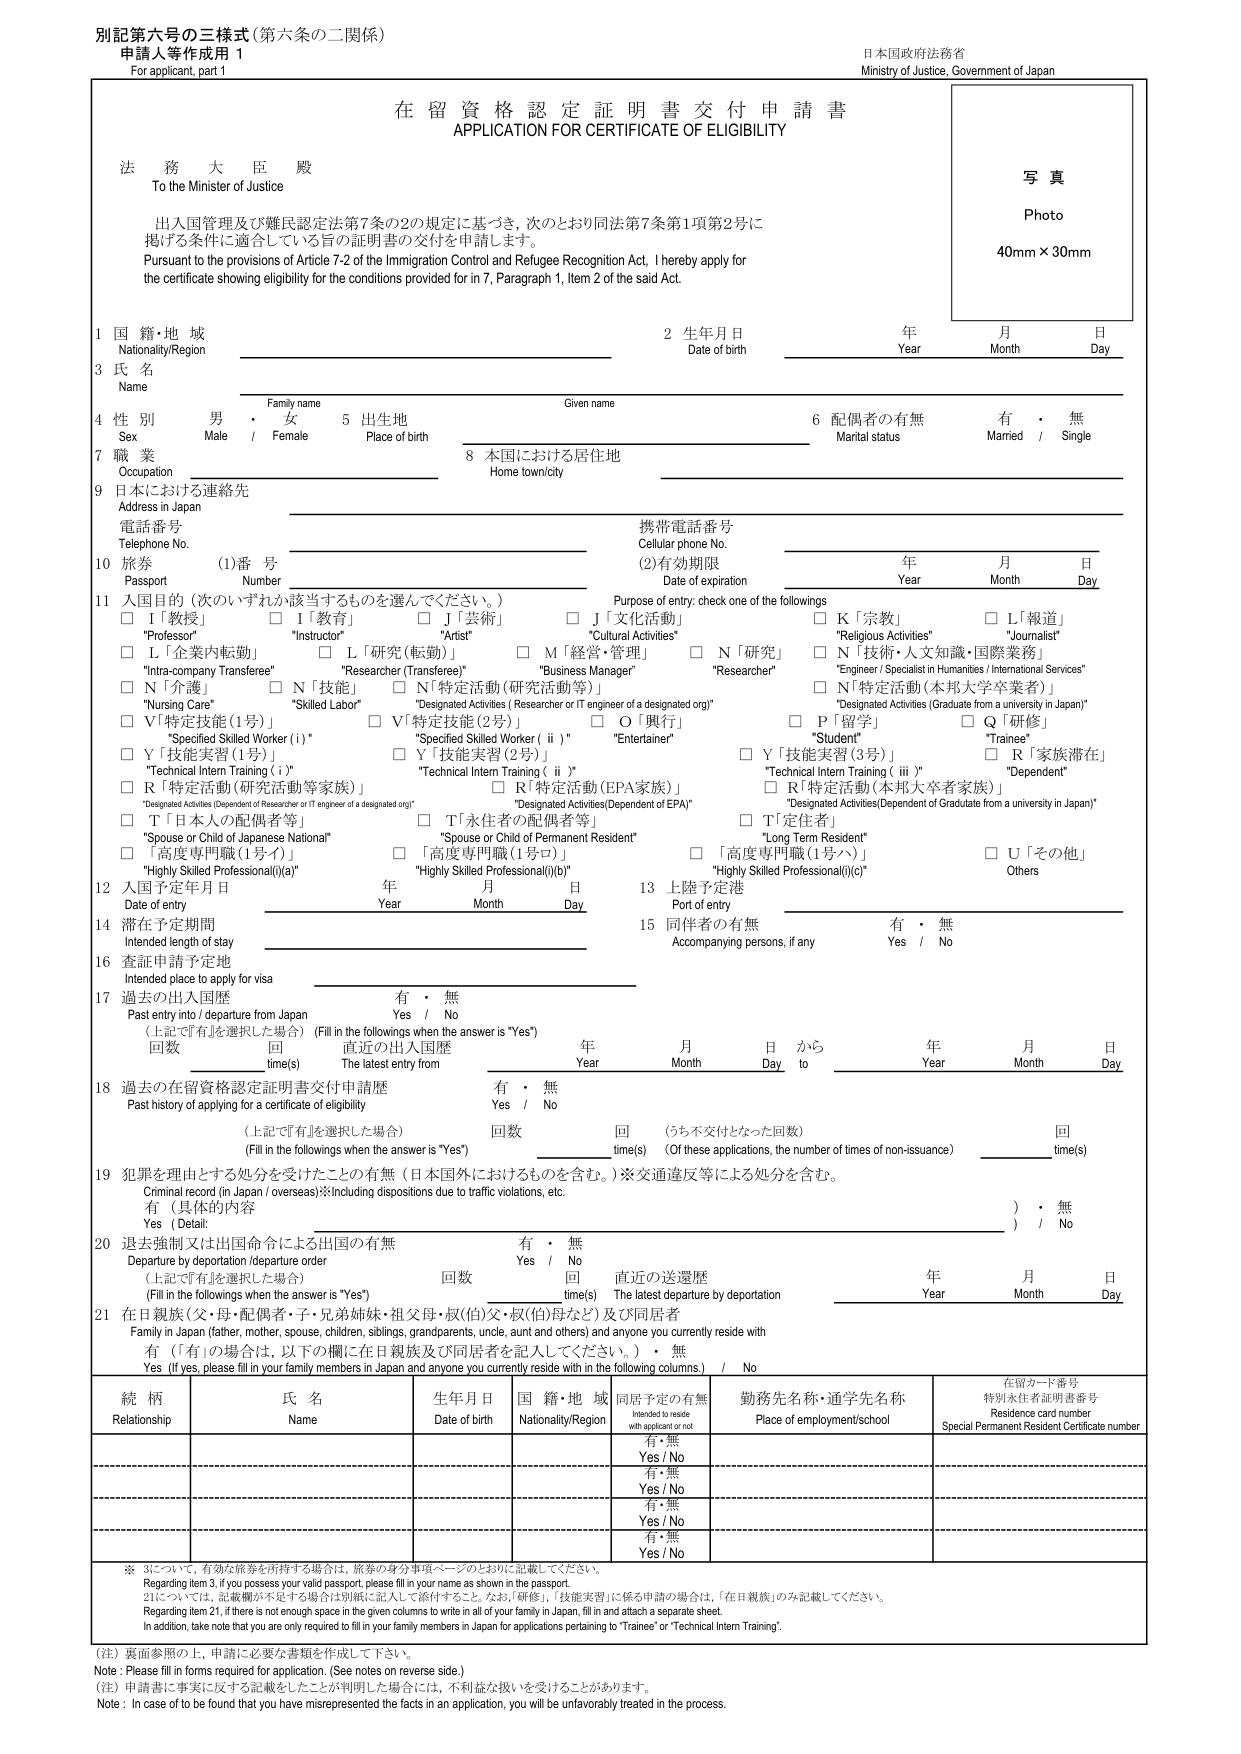 別記第六号の三様式（第六条の二関係）
申請人等作成用 1
For applicant, part 1
日本国政府法務省
Ministry of Justice, Government of Japan
在 留 資 格 認 定 証 明 書 交 付 申 請 書
APPLICATION FOR CERTIFICATE OF ELIGIBILITY
法 務 大 臣 殿
To the Minister of Justice
写 真
Photo
40mm×30mm
出入国管理及び難民認定法第7条の2の規定に基づき，次のとおり同法第7条第1項第2号に
掲げる条件に適合している旨の証明書の交付を申請します。
Pursuant to the provisions of Article 7-2 of the Immigration Control and Refugee Recognition Act, I hereby apply for
the certificate showing eligibility for the conditions provided for in 7, Paragraph 1, Item 2 of the said Act.
1 国 籍・地 域 2 生年月日 年 月 日
Nationality/Region Date of birth Year Month Day
3 氏 名
Name
Family name Given name
4 性 別 男 ・ 女 5 出生地 6 配偶者の有無 有 ・ 無
Sex Male / Female Place of birth Marital status Married / Single
7 職 業 8 本国における居住地
Occupation Home town/city
9 日本における連絡先
Address in Japan
電話番号 携帯電話番号
Telephone No. Cellular phone No.
10 旅券 (1)番 号 (2)有効期限 年 月 日
Passport Number Date of expiration Year Month Day
11 入国目的（次のいずれか該当するものを選んでください。） Purpose of entry: check one of the followings
□ I「教授」 □ I「教育」 □ J「芸術」 □ J「文化活動」 □ K「宗教」 □ L「報道」
"Professor" "Instructor" "Artist" "Cultural Activities" "Religious Activities" "Journalist"
□ L「企業内転勤」 □ L「研究（転勤）」 □ M「経営・管理」 □ N「研究」 □ N「技術・人文知識・国際業務」
"Intra-company Transferee" "Researcher (Transferee)" "Business Manager" "Researcher" "Engineer / Specialist in Humanities / International Services"
□ N「介護」 □ N「技能」 □ N「特定活動（研究活動等）」 □ N「特定活動（本邦大学卒業者）」
"Nursing Care" "Skilled Labor" "Designated Activities ( Researcher or IT engineer of a designated org)" "Designated Activities (Graduate from a university in Japan)"
□ V「特定技能（1号）」 □ V「特定技能（2号）」 □ O「興行」 □ P「留学」 □ Q「研修」
"Specified Skilled Worker ( i ) " "Specified Skilled Worker ( ⅱ ) " "Entertainer" "Student" "Trainee"
□ Y「技能実習（1号）」 □ Y「技能実習（2号）」 □ Y「技能実習（3号）」 □ R「家族滞在」
"Technical Intern Training ( i )" "Technical Intern Training ( ⅱ )" "Technical Intern Training ( ⅲ )" "Dependent"
□ R「特定活動（研究活動等家族）」 □ R「特定活動（EPA家族）」 □ R「特定活動（本邦大卒者家族）」
"Designated Activities (Dependent of Researcher or IT engineer of a designated org)" "Designated Activities(Dependent of EPA)" "Designated Activities(Dependent of Gradutate from a university in Japan)"
□ T「日本人の配偶者等」 □ T「永住者の配偶者等」 □ T「定住者」
"Spouse or Child of Japanese National" "Spouse or Child of Permanent Resident" "Long Term Resident"
□ 「高度専門職（1号イ）」 □ 「高度専門職（1号ロ）」 □ 「高度専門職（1号ハ）」 □ U「その他」
"Highly Skilled Professional(i)(a)" "Highly Skilled Professional(i)(b)" "Highly Skilled Professional(i)(c)" Others
12 入国予定年月日 年 月 日 13 上陸予定港
Date of entry Year Month Day Port of entry
14 滞在予定期間 15 同伴者の有無 有 ・ 無
Intended length of stay Accompanying persons, if any Yes / No
16 査証申請予定地
Intended place to apply for visa
17 過去の出入国歴 有 ・ 無
Past entry into / departure from Japan Yes / No
（上記で『有』を選択した場合） (Fill in the followings when the answer is "Yes")
回数 回 直近の出入国歴 年 月 日 から 年 月 日
time(s) The latest entry from Year Month Day to Year Month Day
18 過去の在留資格認定証明書交付申請歴 有 ・ 無
Past history of applying for a certificate of eligibility Yes / No
（上記で『有』を選択した場合） 回数 回 （うち不交付となった回数） 回
(Fill in the followings when the answer is "Yes") time(s) （Of these applications, the number of times of non-issuance） time(s)
19 犯罪を理由とする処分を受けたことの有無（日本国外におけるものを含む。）※交通違反等による処分を含む。
Criminal record (in Japan / overseas)※Including dispositions due to traffic violations, etc.
有 （具体的内容 ） ・ 無
Yes ( Detail: ) / No
20 退去強制又は出国命令による出国の有無 有 ・ 無
Departure by deportation /departure order Yes / No
（上記で『有』を選択した場合） 回数 回 直近の送還歴 年 月 日
(Fill in the followings when the answer is "Yes") time(s) The latest departure by deportation Year Month Day
21 在日親族（父・母・配偶者・子・兄弟姉妹・祖父母・叔(伯)父・叔(伯)母など）及び同居者
Family in Japan (father, mother, spouse, children, siblings, grandparents, uncle, aunt and others) and anyone you currently reside with
有 （「有」の場合は，以下の欄に在日親族及び同居者を記入してください。） ・ 無
Yes (If yes, please fill in your family members in Japan and anyone you currently reside with in the following columns.) / No
続 柄
Relationship
氏 名
Name
生年月日
Date of birth
国 籍・地 域
Nationality/Region
同居予定の有無
Intended to reside
with applicant or not
勤務先名称・通学先名称
Place of employment/school
在留カード番号
特別永住者証明書番号
Residence card number
Special Permanent Resident Certificate number
有・無
Yes / No
有・無
Yes / No
有・無
Yes / No
有・無
Yes / No
※ 3について，有効な旅券を所持する場合は，旅券の身分事項ページのとおりに記載してください。
Regarding item 3, if you possess your valid passport, please fill in your name as shown in the passport.
21については，記載欄が不足する場合は別紙に記入して添付すること。なお，「研修」，「技能実習」に係る申請の場合は，「在日親族」のみ記載してください。
Regarding item 21, if there is not enough space in the given columns to write in all of your family in Japan, fill in and attach a separate sheet.
In addition, take note that you are only required to fill in your family members in Japan for applications pertaining to "Trainee" or "Technical Intern Training".
（注）裏面参照の上，申請に必要な書類を作成して下さい。
Note : Please fill in forms required for application. (See notes on reverse side.)
（注）申請書に事実に反する記載をしたことが判明した場合には，不利益な扱いを受けることがあります。
Note : In case of to be found that you have misrepresented the facts in an application, you will be unfavorably treated in the process.